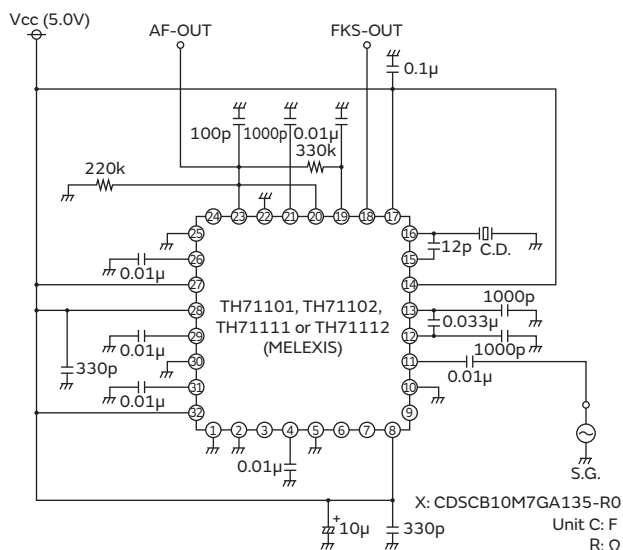 Vcc (5.0V)
AF-OUT
FKS-OUT
0.1µ
100p
1000p
0.01µ
330k
220k
24
23
22
21
20
19
18
17
25
26
27
28
29
30
31
32
16
15
14
13
12
11
10
9
1
2
3
4
5
6
7
8
0.01µ
330p
0.01µ
0.01µ
TH71101, TH71102,
TH71111 or TH71112
(MELEXIS)
12p
C.D.
1000p
0.033µ
1000p
0.01µ
S.G.
0.01µ
+
10µ
330p
X: CDSCB10M7GA135-R0
Unit C: F
R: Ω